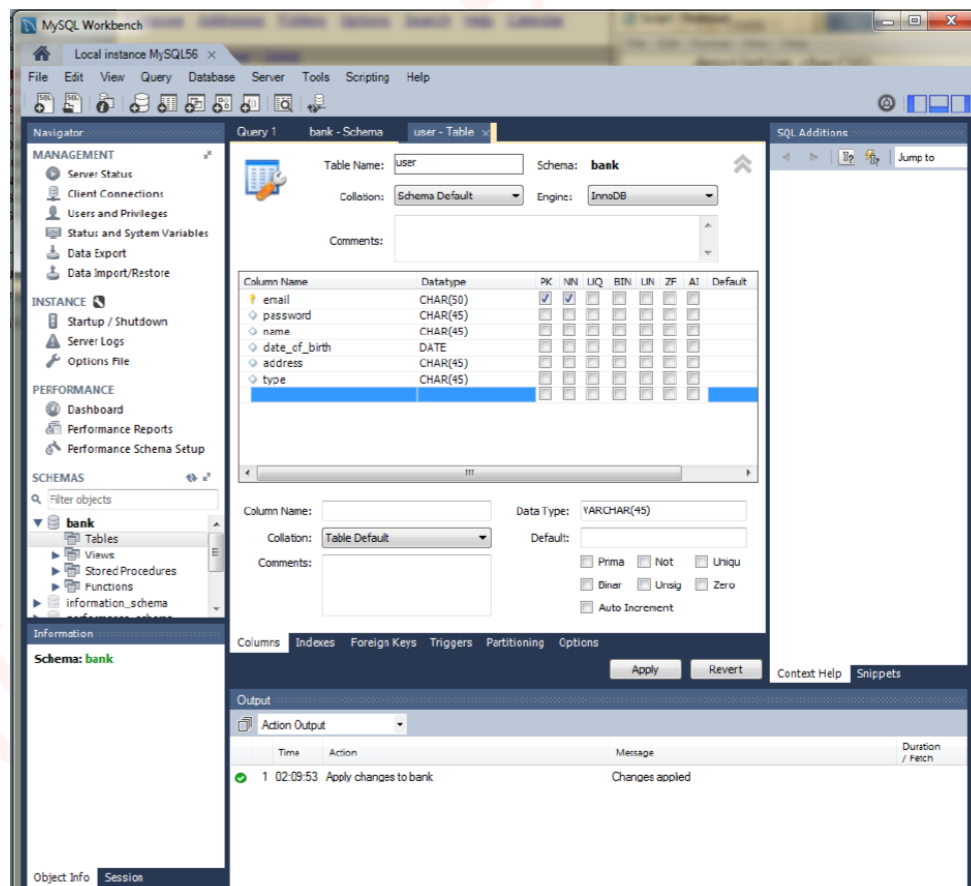 MySQL Workbench
Local instance MySQL56
File Edit View Query Database Server Tools Scripting Help
Navigator
MANAGEMENT
Server Status
Client Connections
Users and Privileges
Status and System Variables
Data Export
Data Import/Restore
INSTANCE
Startup / Shutdown
Server Logs
Options File
PERFORMANCE
Dashboard
Performance Reports
Performance Schema Setup
SCHEMAS
Filter objects
bank
Tables
Views
Stored Procedures
Functions
information_schema
Information
Schema: bank
Object Info Session
Query 1 bank - Schema user - Table
Table Name: user Schema: bank
Collation: Schema Default Engine: InnoDB
Comments:
Column Name Datatype PK NN UQ BIN UN ZF AI Default
email CHAR(50)
password CHAR(45)
name CHAR(45)
date_of_birth DATE
address CHAR(45)
type CHAR(45)
Column Name: Data Type: VARCHAR(45)
Collation: Table Default Default:
Comments: Prima Not Uniqu
Binar Unsig Zero
Auto Increment
Columns Indexes Foreign Keys Triggers Partitioning Options
Apply Revert
SQL Additions
Jump to
Context Help Snippets
Output
Action Output
Time Action Message Duration / Fetch
1 02:09:53 Apply changes to bank Changes applied